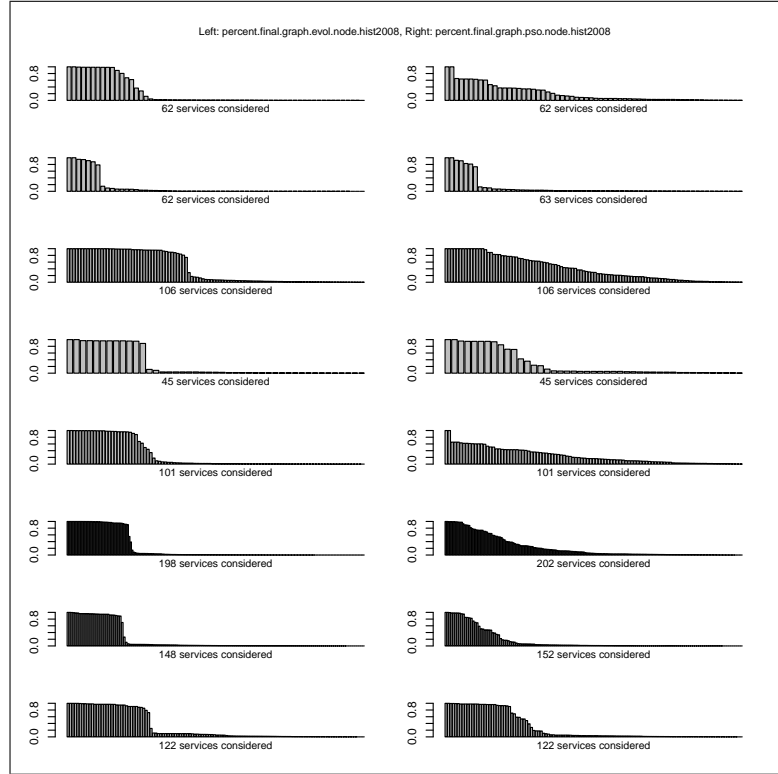 Left: percent.final.graph.evol.node.hist2008, Right: percent.final.graph.pso.node.hist2008
0.0 0.8
62 services considered
0.0 0.8
62 services considered
0.0 0.8
62 services considered
0.0 0.8
63 services considered
0.0 0.8
106 services considered
0.0 0.8
106 services considered
0.0 0.8
45 services considered
0.0 0.8
45 services considered
0.0 0.8
101 services considered
0.0 0.8
101 services considered
0.0 0.8
198 services considered
0.0 0.8
202 services considered
0.0 0.8
148 services considered
0.0 0.8
152 services considered
0.0 0.8
122 services considered
0.0 0.8
122 services considered